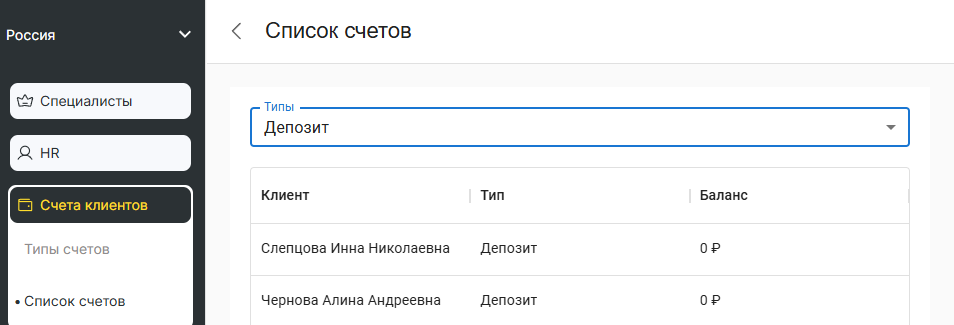 Россия
Специалисты
HR
Счета клиентов
Типы счетов
• Список счетов
Список счетов
Типы
Депозит
Клиент Тип Баланс
Слепцова Инна Николаевна Депозит 0 ₽
Чернова Алина Андреевна Депозит 0 ₽